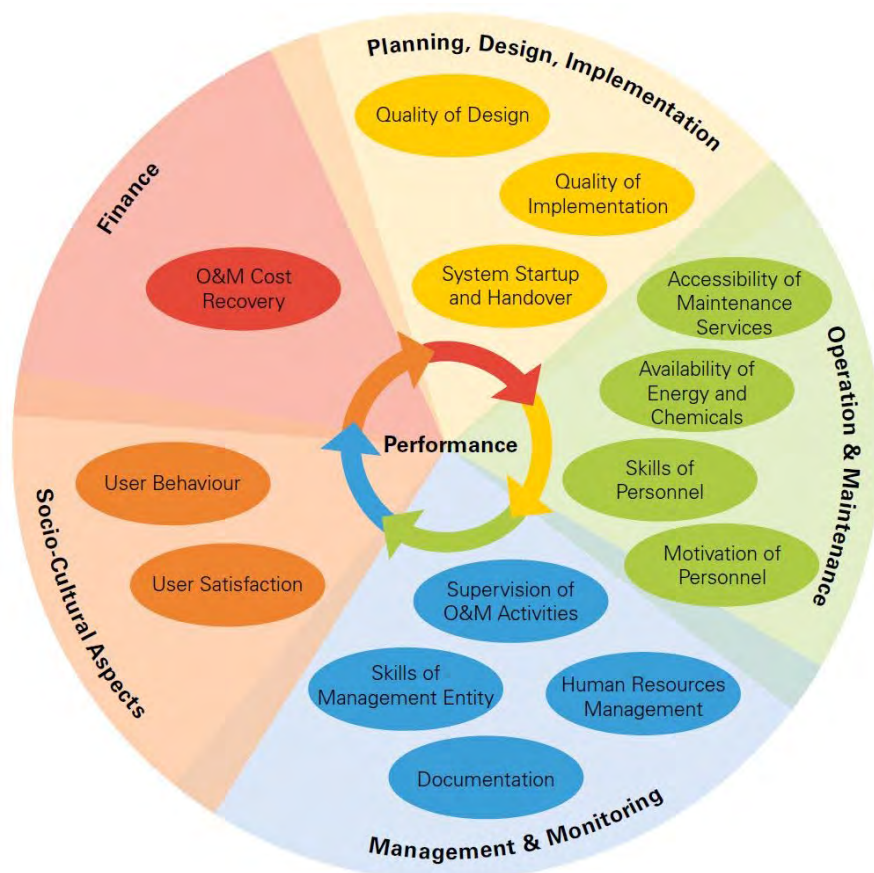 Planning, Design, Implementation
Quality of Design
Quality of
Implementation
System Startup
and Handover
Finance
O&M Cost
Recovery
Accessibility of
Maintenance
Services
Availability of
Energy and
Chemicals
Skills of
Personnel
Motivation of
Personnel
Operation & Maintenance
Performance
User Behaviour
User Satisfaction
Socio-Cultural Aspects
Supervision of
O&M Activities
Skills of
Management Entity
Human Resources
Management
Documentation
Management & Monitoring